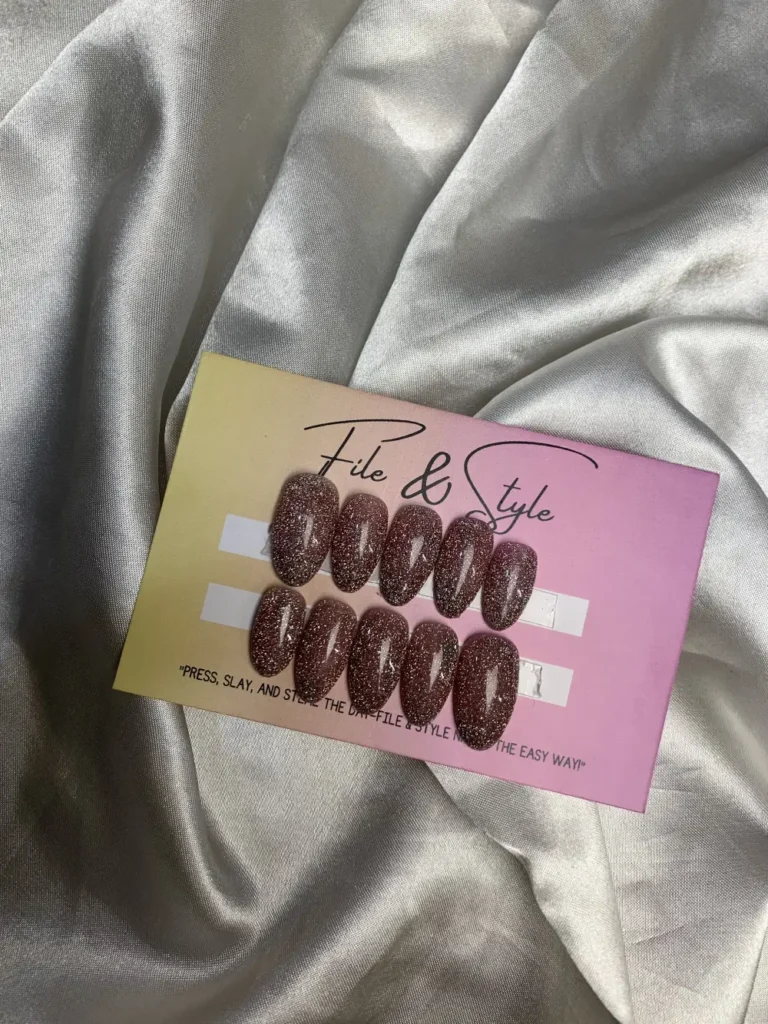 File & Style
"PRESS, SLAY, AND THE DAY-FILE & STYLE THE EASY WAY!"